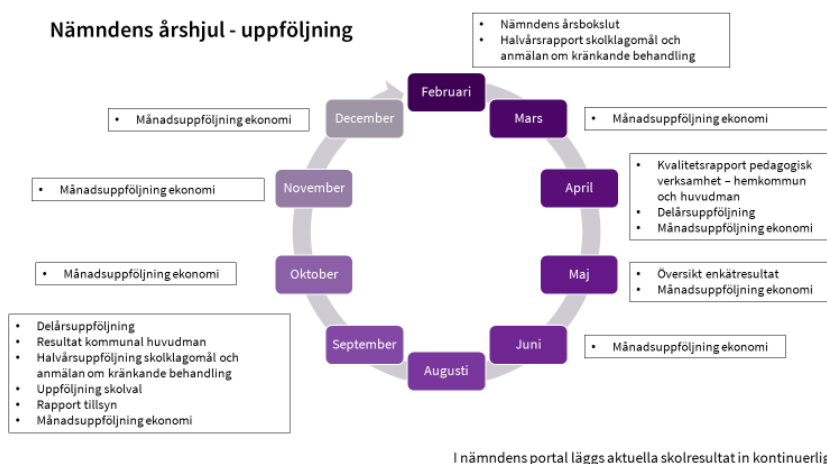 Nämndens årshjul - uppföljning
• Nämndens årsbokslut
• Halvårsrapport skolklagomål och
anmälan om kränkande behandling
Februari
Mars
• Månadsuppföljning ekonomi
April
• Kvalitetsrapport pedagogisk
verksamhet – hemkommun
och huvudman
• Delårsuppföljning
• Månadsuppföljning ekonomi
Maj
• Översikt enkätresultat
• Månadsuppföljning ekonomi
Juni
• Månadsuppföljning ekonomi
Augusti
September
• Delårsuppföljning
• Resultat kommunal huvudman
• Halvårsuppföljning skolklagomål och
anmälan om kränkande behandling
• Uppföljning skolval
• Rapport tillsyn
• Månadsuppföljning ekonomi
Oktober
• Månadsuppföljning ekonomi
November
• Månadsuppföljning ekonomi
December
• Månadsuppföljning ekonomi
I nämndens portal läggs aktuella skolresultat in kontinuerlig